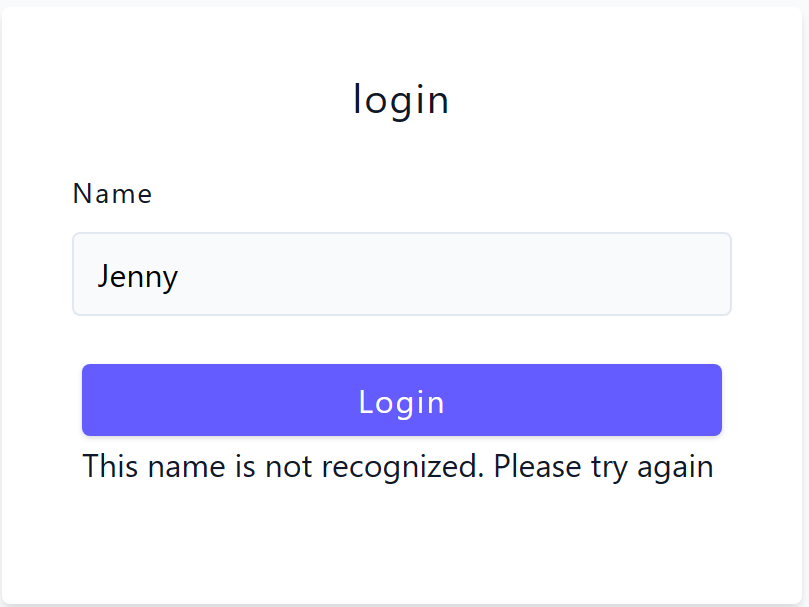 login
Name
Jenny
Login
This name is not recognized. Please try again